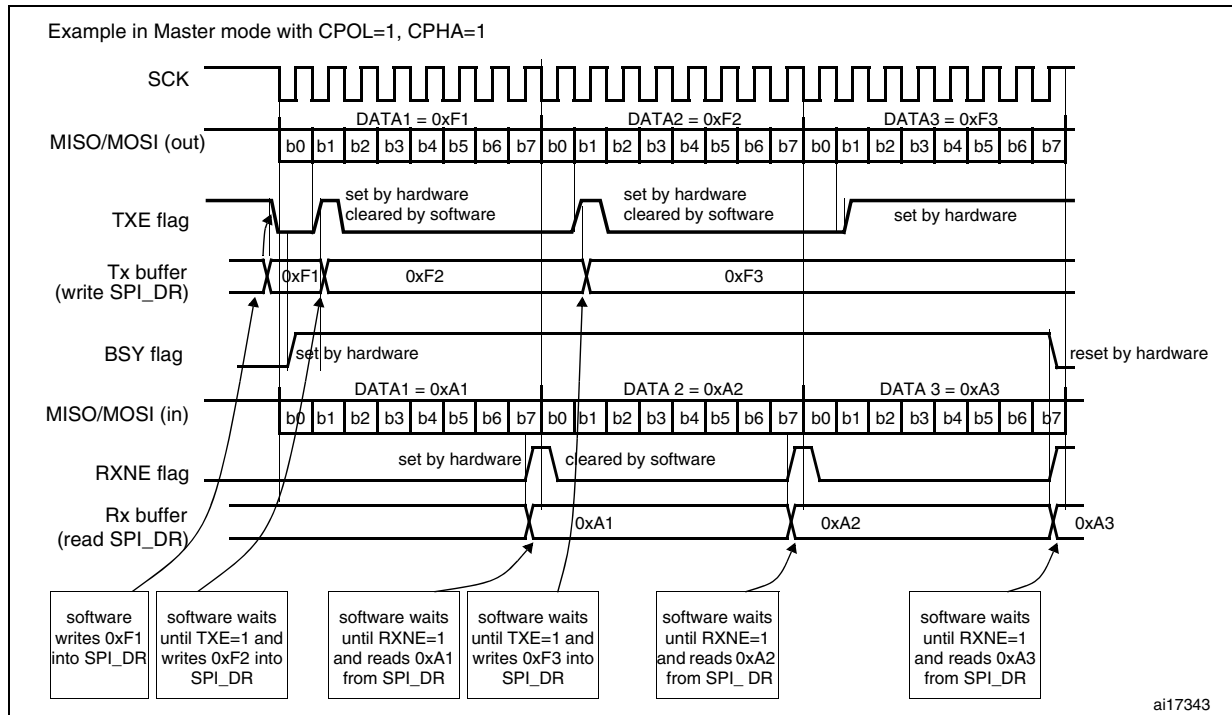 Example in Master mode with CPOL=1, CPHA=1
SCK
DATA1 = 0xF1
DATA2 = 0xF2
DATA3 = 0xF3
MISO/MOSI (out)
b0 b1 b2 b3 b4 b5 b6 b7 b0 b1 b2 b3 b4 b5 b6 b7 b0 b1 b2 b3 b4 b5 b6 b7
TXE flag
set by hardware
cleared by software
set by hardware
cleared by software
set by hardware
Tx buffer
(write SPI_DR)
0xF1
0xF2
0xF3
BSY flag
set by hardware
reset by hardware
DATA1 = 0xA1
DATA 2 = 0xA2
DATA 3 = 0xA3
MISO/MOSI (in)
b0 b1 b2 b3 b4 b5 b6 b7 b0 b1 b2 b3 b4 b5 b6 b7 b0 b1 b2 b3 b4 b5 b6 b7
RXNE flag
set by hardware
cleared by software
Rx buffer
(read SPI_DR)
0xA1
0xA2
0xA3
software
writes 0xF1
into SPI_DR
software waits
until TXE=1 and
writes 0xF2 into
SPI_DR
software waits
until RXNE=1
and reads 0xA1
from SPI_DR
software waits
until TXE=1 and
writes 0xF3 into
SPI_DR
software waits
until RXNE=1
and reads 0xA2
from SPI_ DR
software waits
until RXNE=1
and reads 0xA3
from SPI_DR
ai17343